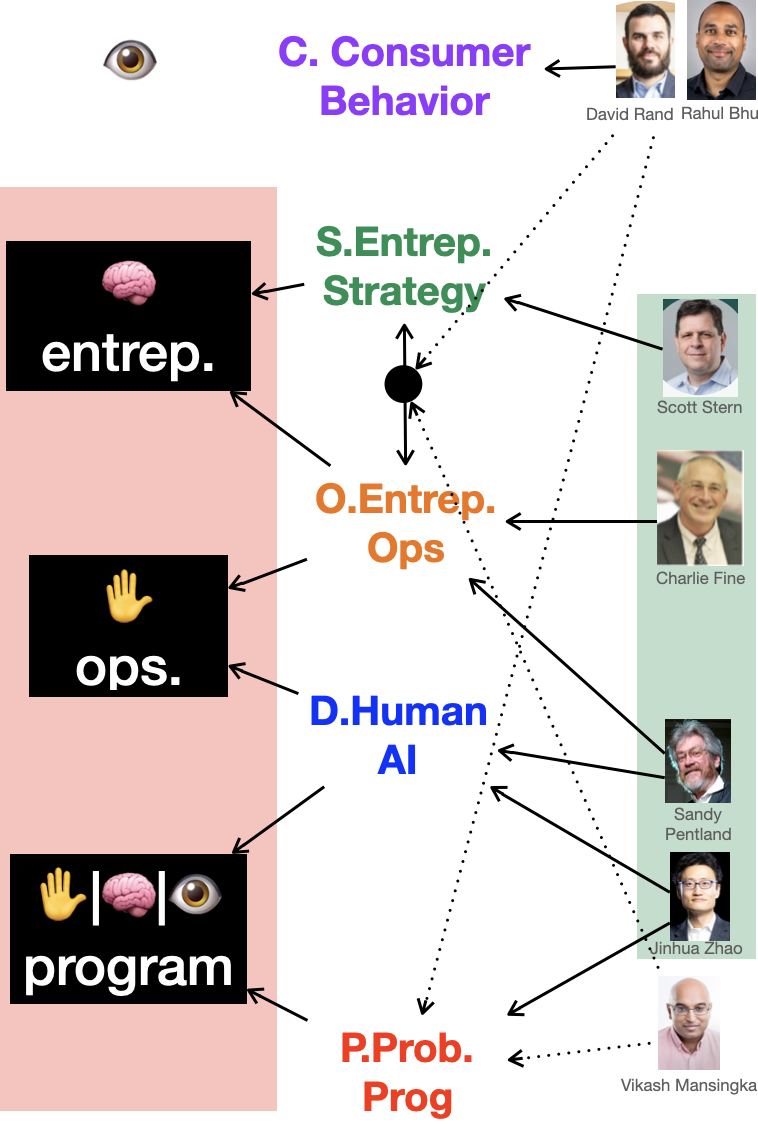 C. Consumer
Behavior
David Rand
Rahul Bhu
S.Entrep.
Strategy
entrep.
Scott Stern
O.Entrep.
Ops
Charlie Fine
ops.
D.Human
AI
Sandy
Pentland
program
Jinhua Zhao
P.Prob.
Prog
Vikash Mansingka